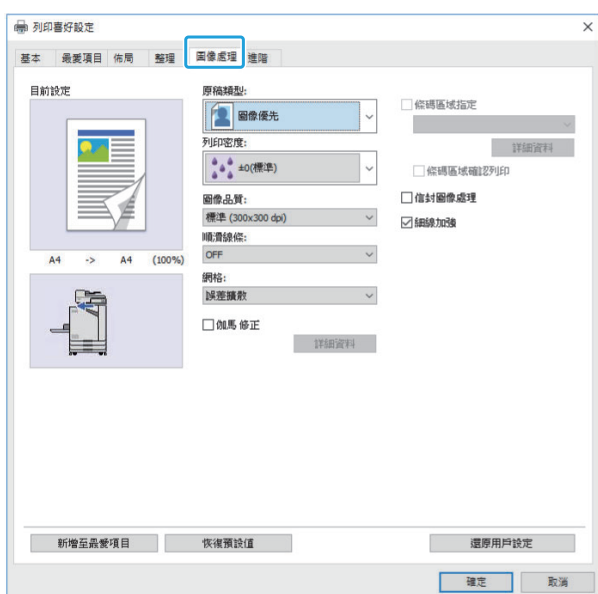 列印喜好設定
基本 最愛項目 佈局 整理 圖像處理 進階
目前設定
A4 -> A4 (100%)
原稿類型:
圖像優先
列印密度:
±0(標準)
圖像品質:
標準 (300x300 dpi)
順滑線條:
OFF
網格:
誤差擴散
伽馬 修正
詳細資料
條碼區域指定
詳細資料
條碼區域確認列印
信封圖像處理
細線加強
新增至最愛項目 恢復預設值 還原用戶設定
確定 取消